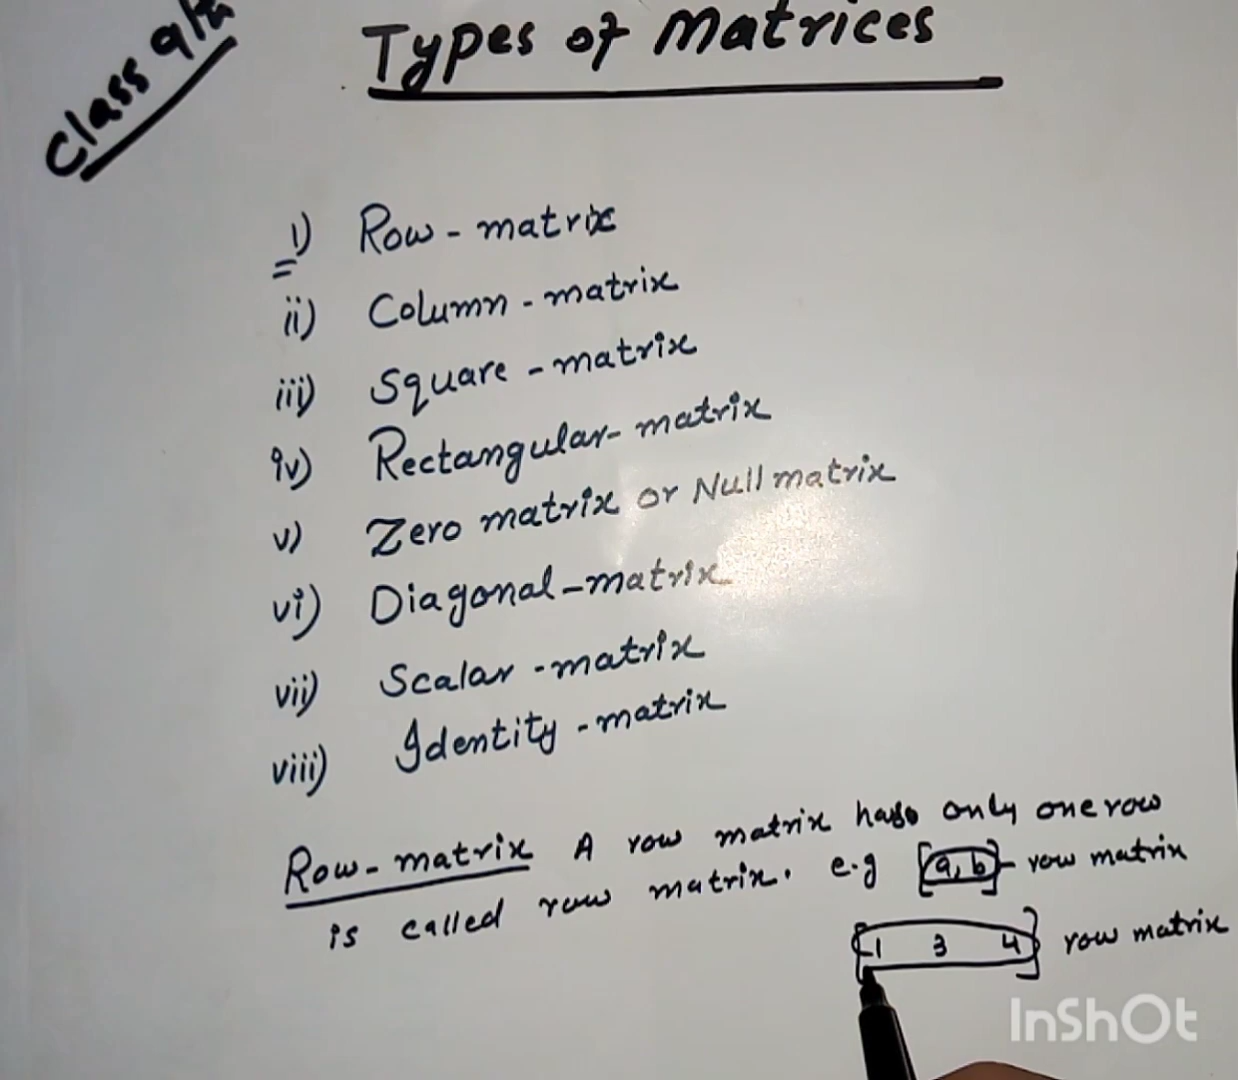 Class 9/
Types of Matrices
i) Row - matrix
ii) Column - matrix
iii) Square - matrix
iv) Rectangular - matrix
v) Zero matrix or Null matrix
vi) Diagonal - matrix
vii) Scalar - matrix
viii) Identity - matrix
Row - matrix A row matrix has only one row
is called row matrix. e.g [a, b] - row matrix
[1 3 4] row matrix
InShOt